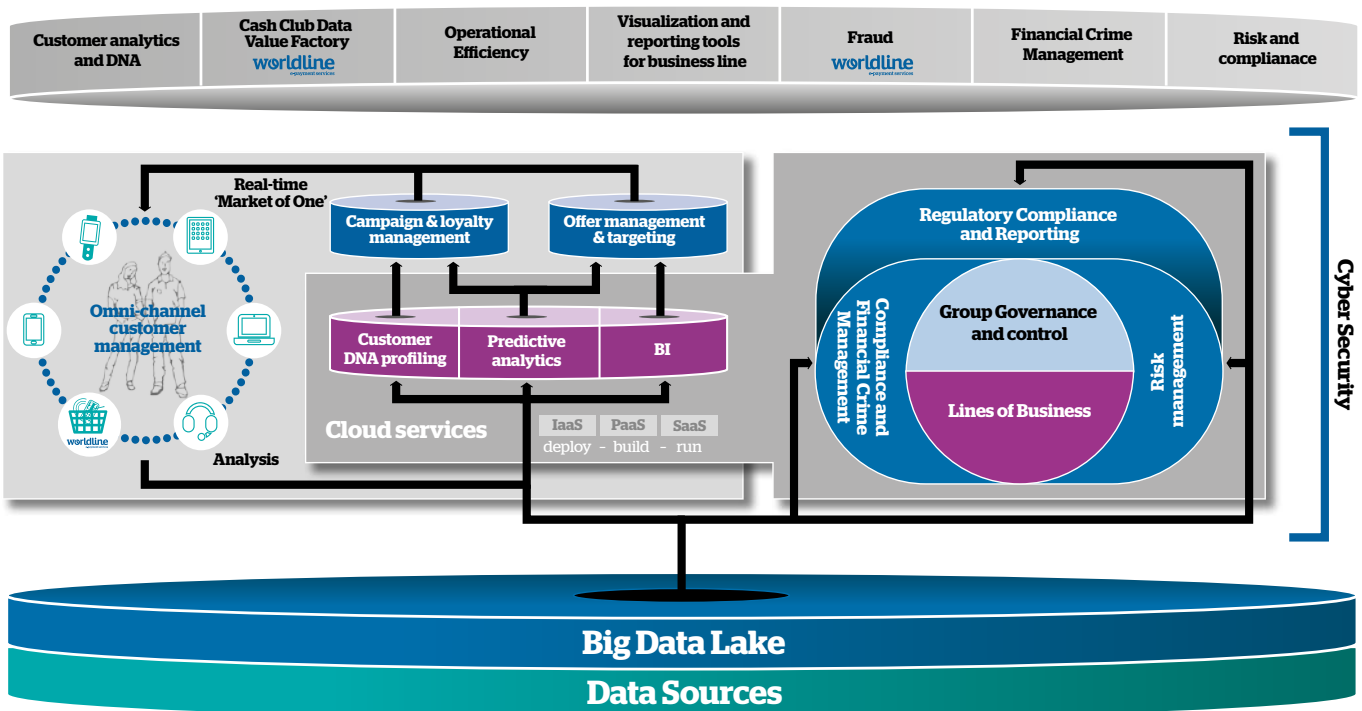 Customer analytics
and DNA
Cash Club Data
Value Factory
worldline
e-payment services
Operational
Efficiency
Visualization and
reporting tools
for business line
Fraud
worldline
e-payment services
Financial Crime
Management
Risk and
complianace
Real-time
'Market of One'
Omni-channel
customer
management
worldline
Analysis
Campaign & loyalty
management
Offer management
& targeting
Customer
DNA profiling
Predictive
analytics
BI
Cloud services
IaaS
PaaS
SaaS
deploy - build - run
Regulatory Compliance
and Reporting
Compliance and
Financial Crime
Management
Group Governance
and control
Lines of Business
Risk
management
Cyber Security
Big Data Lake
Data Sources